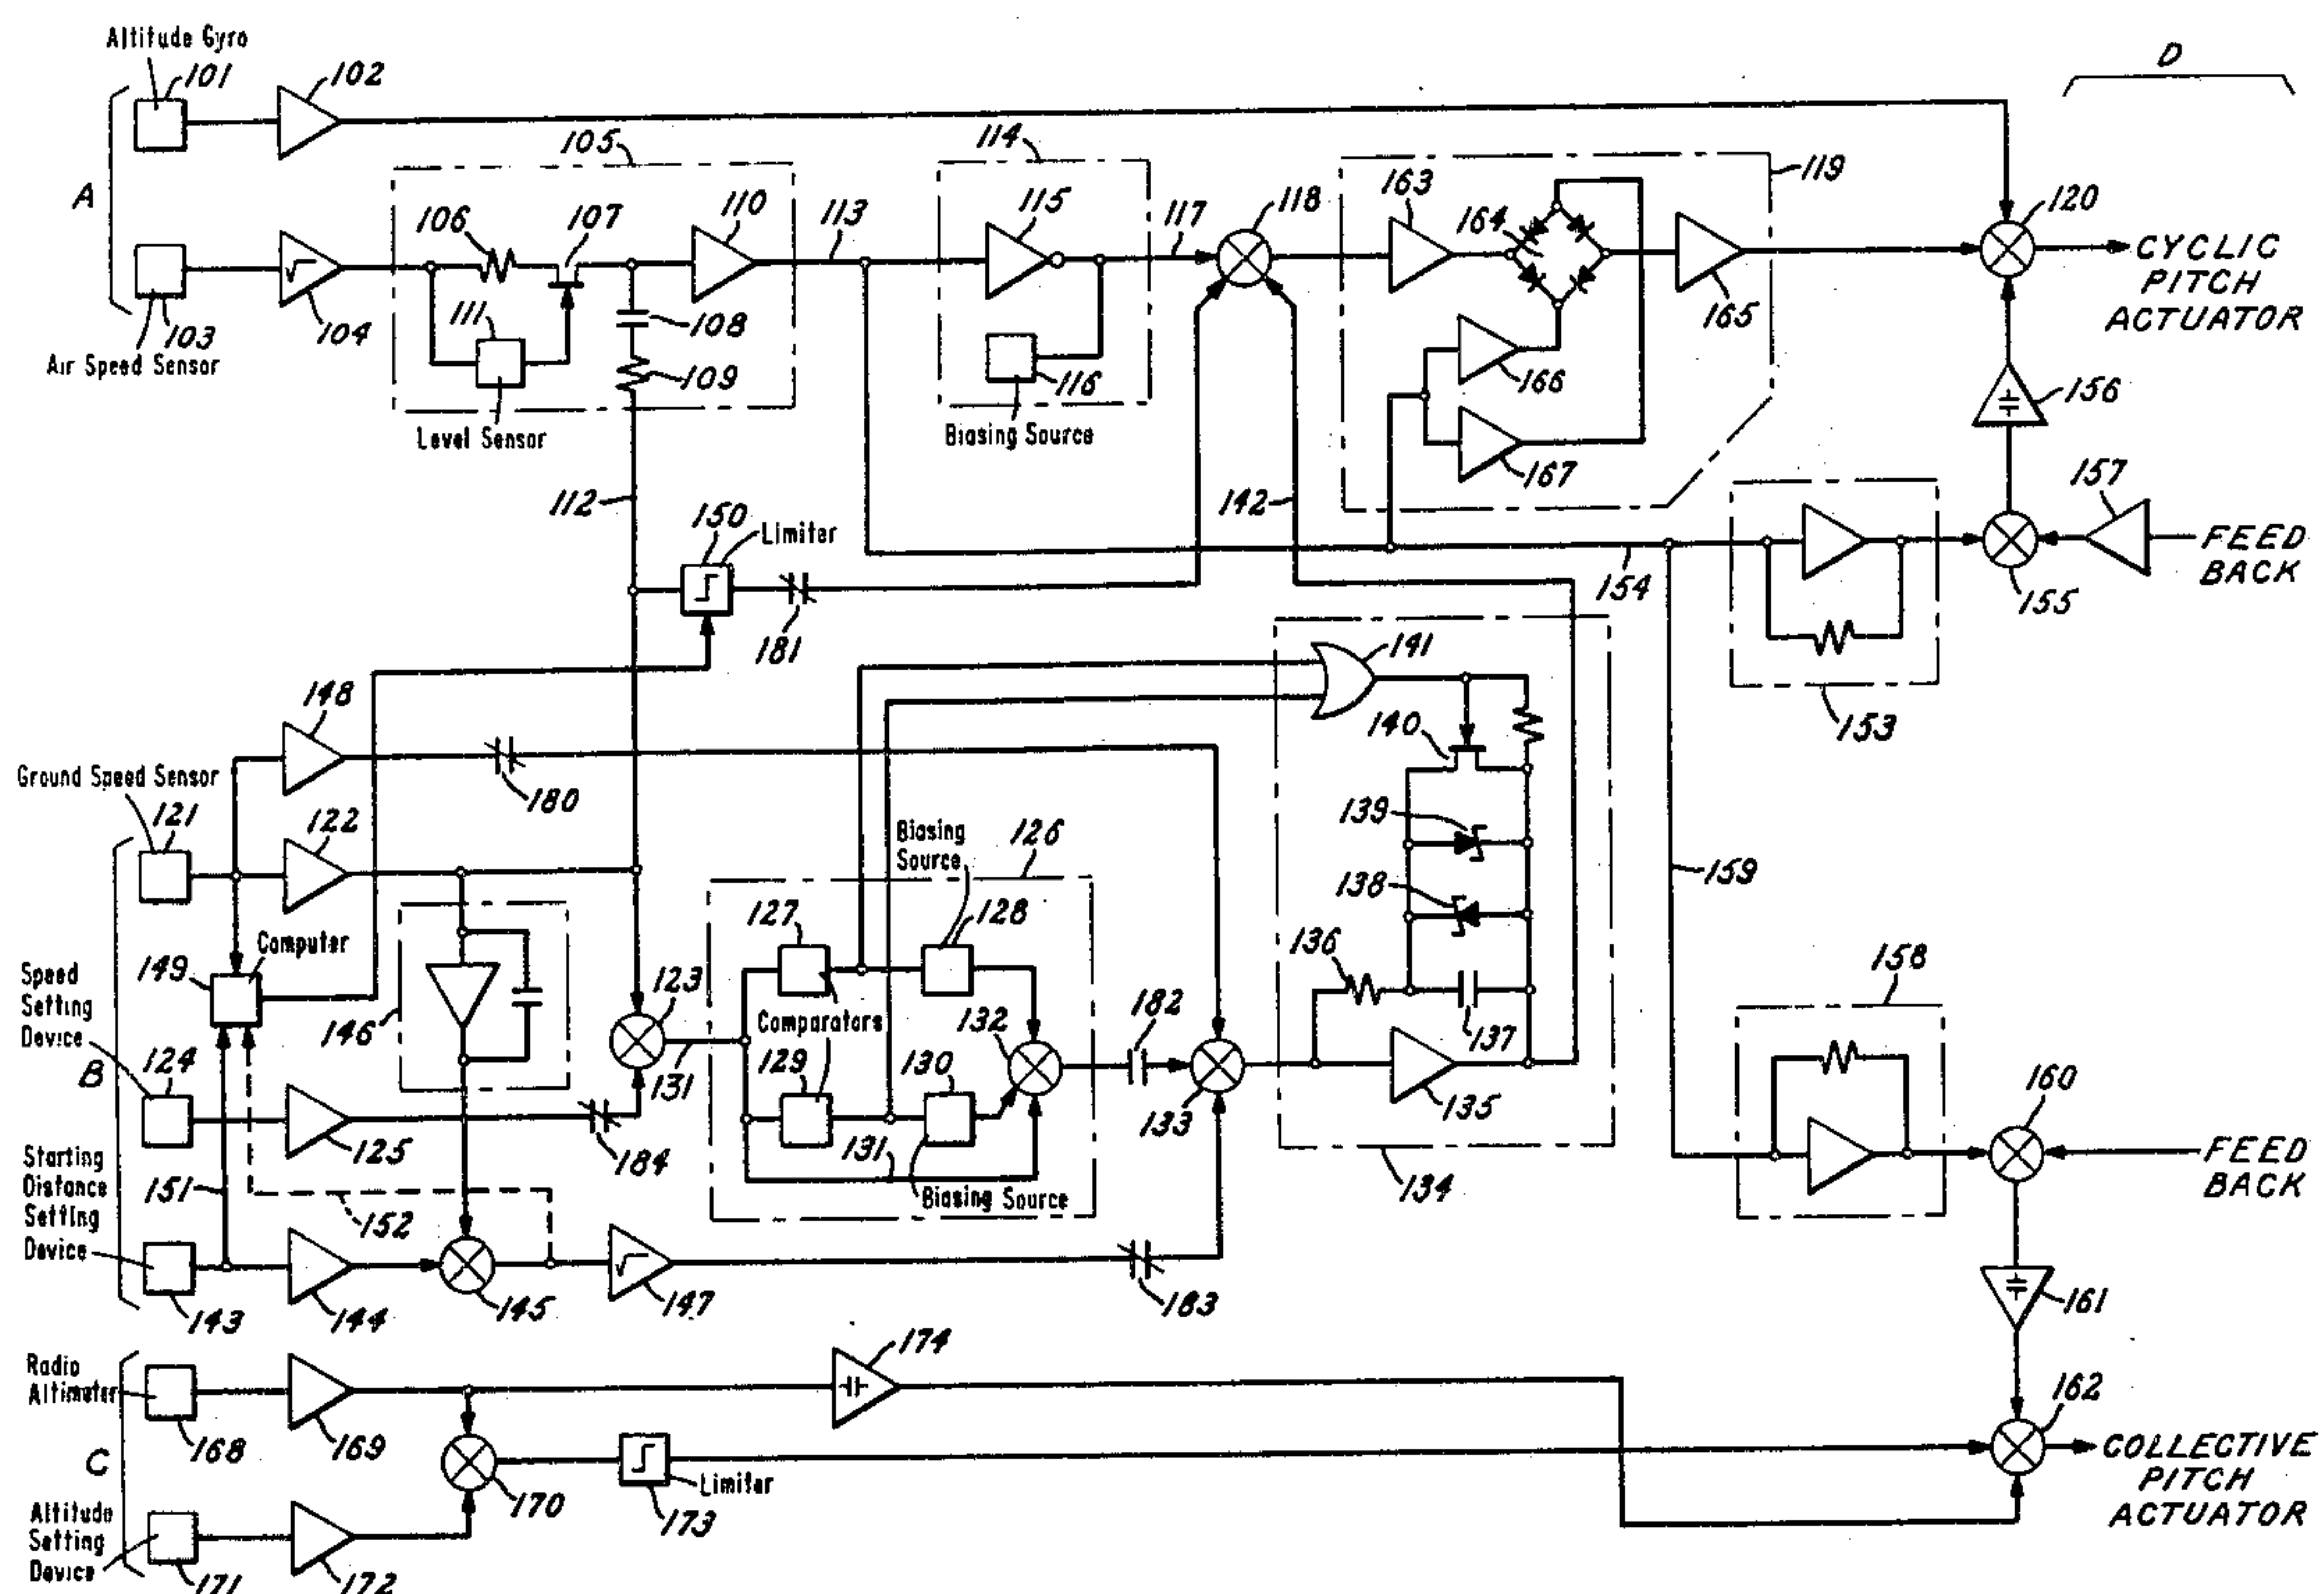 Altitude Gyro
101
102
D
A
105
114
119
106
107
110
113
115
117
118
163
164
120
CYCLIC
PITCH
ACTUATOR
103
Air Speed Sensor
104
111
108
109
116
165
166
156
Level Sensor
Biasing Source
167
157
112
150
Limiter
142
FEED
BACK
154
155
181
141
153
148
140
Ground Speed Sensor
180
121
122
Biasing
Source
126
139
159
127
128
138
Computer
149
Speed
Setting
Device
123
136
158
146
Comparators
132
182
137
B
124
131
129
130
160
125
133
135
Starting
Distance
Setting
Device
151
184
131
Biasing Source
134
FEED
BACK
152
143
144
145
147
183
161
174
Radio
Altimeter
162
168
169
C
COLLECTIVE
PITCH
ACTUATOR
Limiter
170
173
Altitude
Setting
Device
171
172